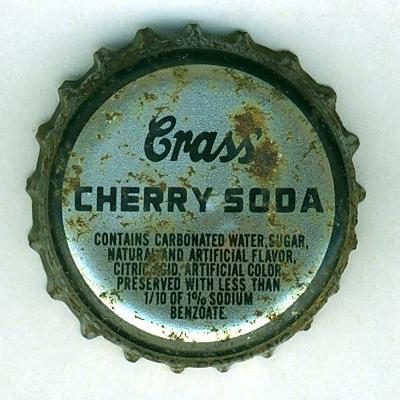 Crass'
CHERRY SODA
CONTAINS CARBONATED WATER, SUGAR,
NATURAL AND ARTIFICIAL FLAVOR,
CITRIC ACID, ARTIFICIAL COLOR
PRESERVED WITH LESS THAN
1/10 OF 1% SODIUM
BENZOATE